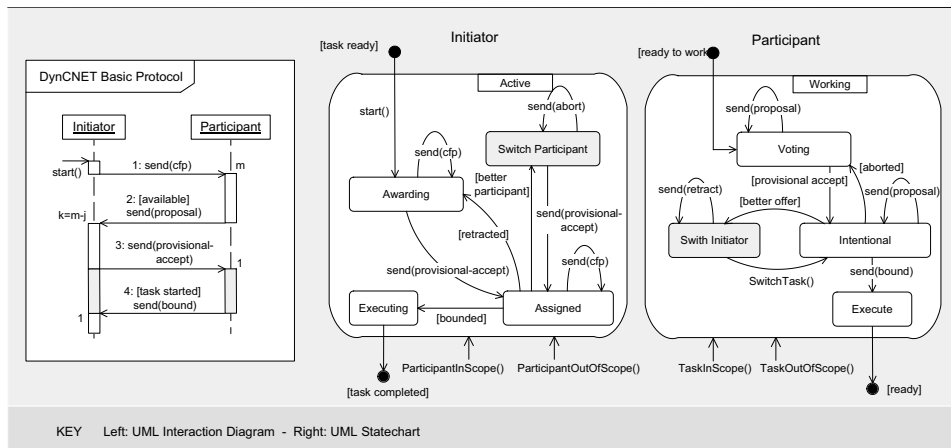 DynCNET Basic Protocol
Initiator
Participant
start()
1: send(cfp)
m
2: [available]
send(proposal)
k=m-j
3: send(provisional-
accept)
1
4: [task started]
send(bound)
1
Initiator
[task ready]
Active
start()
send(abort)
send(cfp)
Switch Participant
Awarding
[better
participant]
[retracted]
send(provisional-
accept)
send(provisional-accept)
send(cfp)
Executing
Assigned
[bounded]
ParticipantInScope()
ParticipantOutOfScope()
[task completed]
Participant
[ready to work]
Working
send(proposal)
Voting
[provisional accept]
[aborted]
send(retract)
[better offer]
send(proposal)
Swith Initiator
Intentional
SwitchTask()
send(bound)
Execute
TaskInScope()
TaskOutOfScope()
[ready]
KEY Left: UML Interaction Diagram - Right: UML Statechart